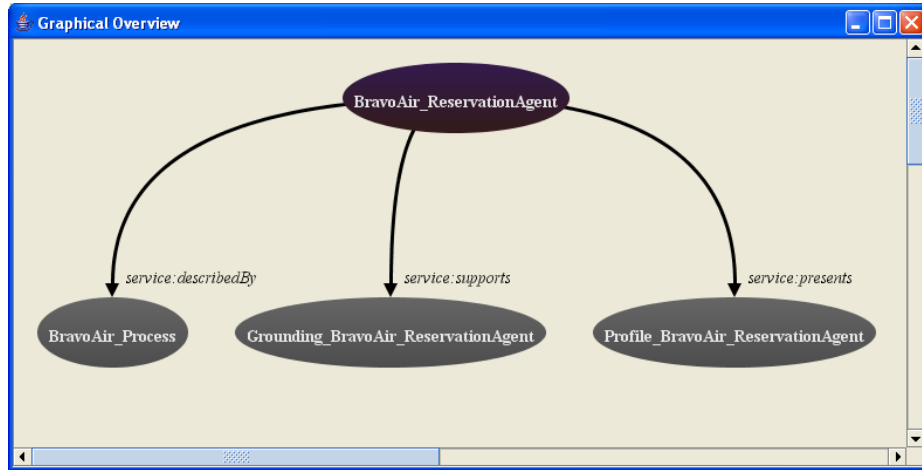 Graphical Overview
BravoAir_ReservationAgent
service:describedBy
service:supports
service:presents
BravoAir_Process
Grounding_BravoAir_ReservationAgent
Profile_BravoAir_ReservationAgent